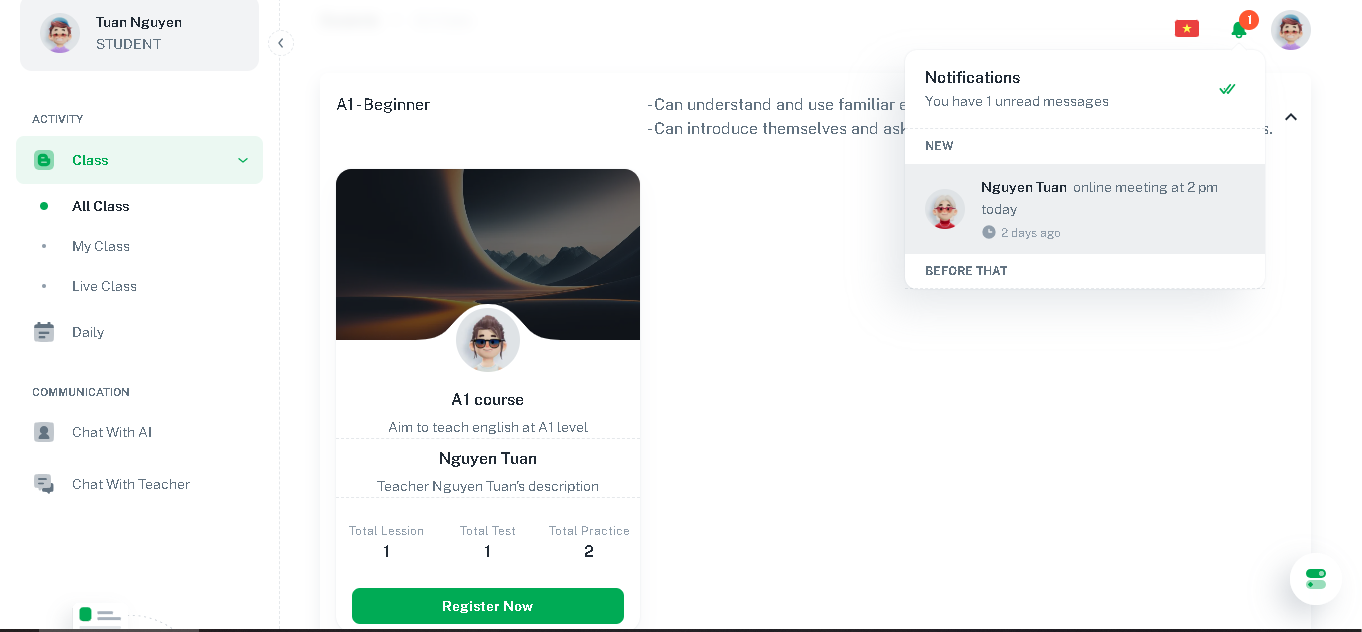 Tuan Nguyen
STUDENT
ACTIVITY
Class
All Class
My Class
Live Class
Daily
COMMUNICATION
Chat With AI
Chat With Teacher
1
Notifications
You have 1 unread messages
NEW
Nguyen Tuan online meeting at 2 pm
today
2 days ago
BEFORE THAT
A1 - Beginner
- Can understand and use familiar
- Can introduce themselves and
A1 course
Aim to teach english at A1 level
Nguyen Tuan
Teacher Nguyen Tuan's description
Total Lession Total Test Total Practice
1 1 2
Register Now